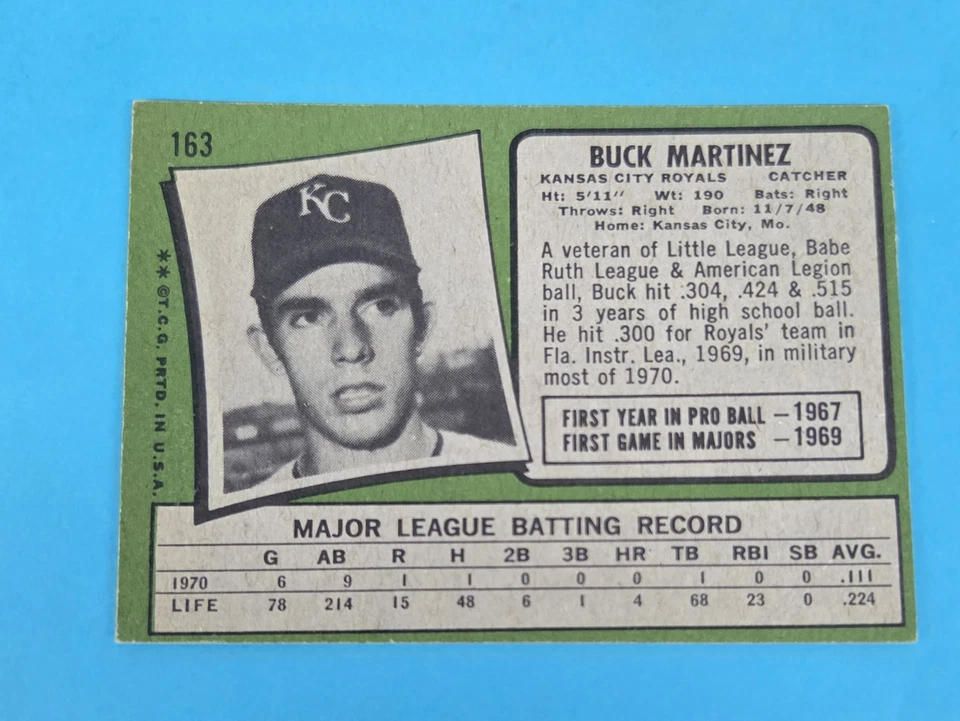 163
KC
BUCK MARTINEZ
KANSAS CITY ROYALS CATCHER
Ht: 5'11" Wt: 190 Bats: Right
Throws: Right Born: 11/7/48
Home: Kansas City, Mo.
A veteran of Little League, Babe
Ruth League & American Legion
ball, Buck hit .304, .424 & .515
in 3 years of high school ball.
He hit .300 for Royals' team in
Fla. Instr. Lea., 1969, in military
most of 1970.
FIRST YEAR IN PRO BALL — 1967
FIRST GAME IN MAJORS — 1969
**©T.C.G. PRTD. IN U.S.A.
MAJOR LEAGUE BATTING RECORD
G AB R H 2B 3B HR TB RBI SB AVG.
1970 6 9 1 1 0 0 0 1 0 0 .111
LIFE 78 214 15 48 6 1 4 68 23 0 .224